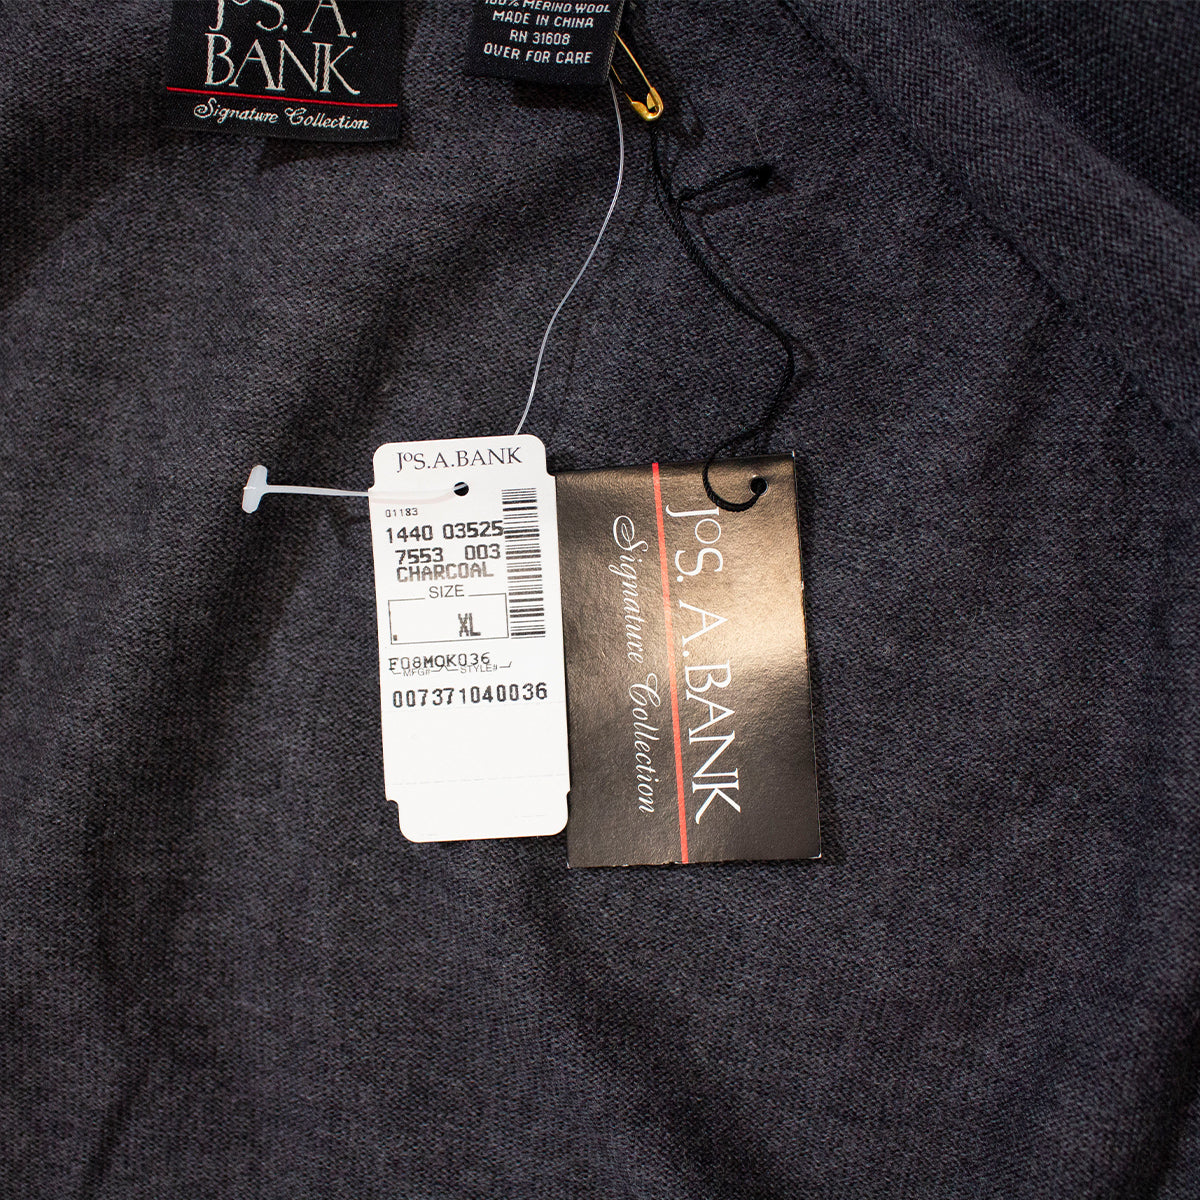 JOS. A.
BANK
Signature Collection
100% MERINO WOOL
MADE IN CHINA
RN 31608
OVER FOR CARE
JOS.A.BANK
01183
1440 03525
7553 003
CHARCOAL
SIZE
XL
F08MOK036
MFG# STYLE#
007371040036
JOS. A. BANK
Signature Collection